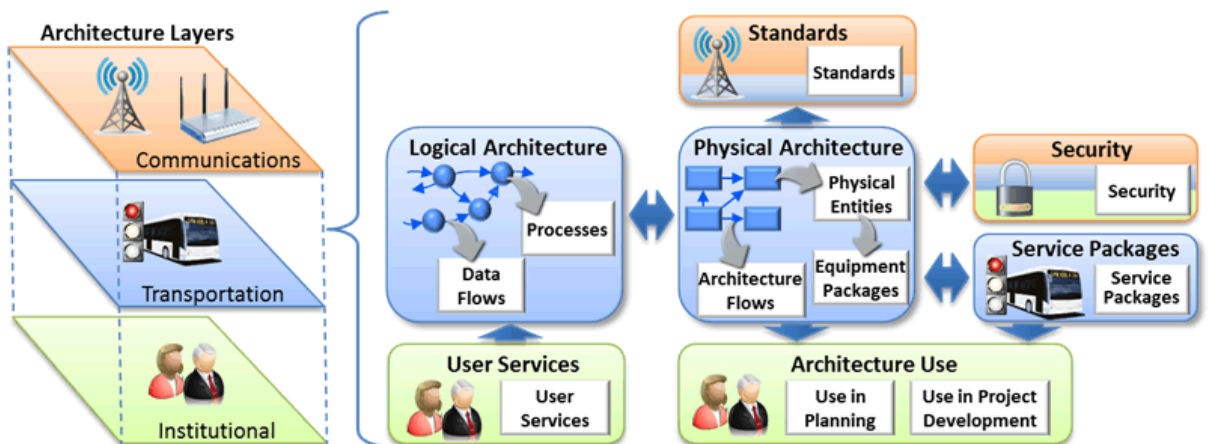 Architecture Layers
Communications
Transportation
Institutional
Standards
Standards
Logical Architecture
Processes
Data
Flows
Physical Architecture
Physical
Entities
Equipment
Packages
Architecture
Flows
Security
Security
Service Packages
Service
Packages
User Services
User
Services
Architecture Use
Use in
Planning
Use in Project
Development